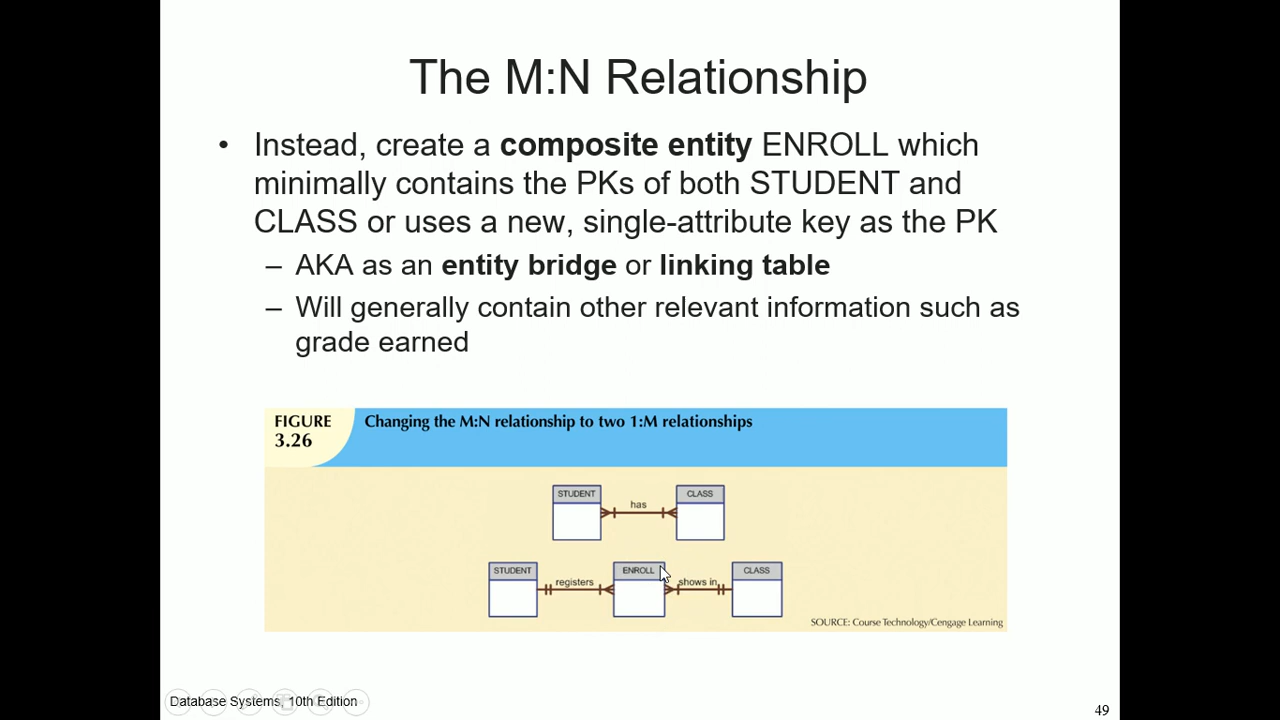 The M:N Relationship
• Instead, create a composite entity ENROLL which
minimally contains the PKs of both STUDENT and
CLASS or uses a new, single-attribute key as the PK
– AKA as an entity bridge or linking table
– Will generally contain other relevant information such as
grade earned
FIGURE
3.26
Changing the M:N relationship to two 1:M relationships
STUDENT
has
CLASS
STUDENT
registers
ENROLL
shows in
CLASS
SOURCE: Course Technology/Cengage Learning
Database Systems, 10th Edition
49